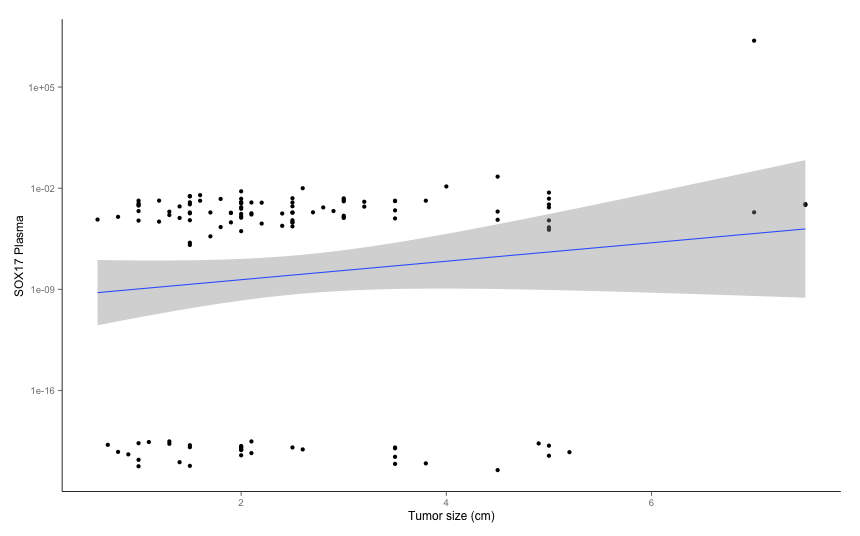 SOX17 Plasma
1e+05
1e-02
1e-09
1e-16
2
4
6
Tumor size (cm)